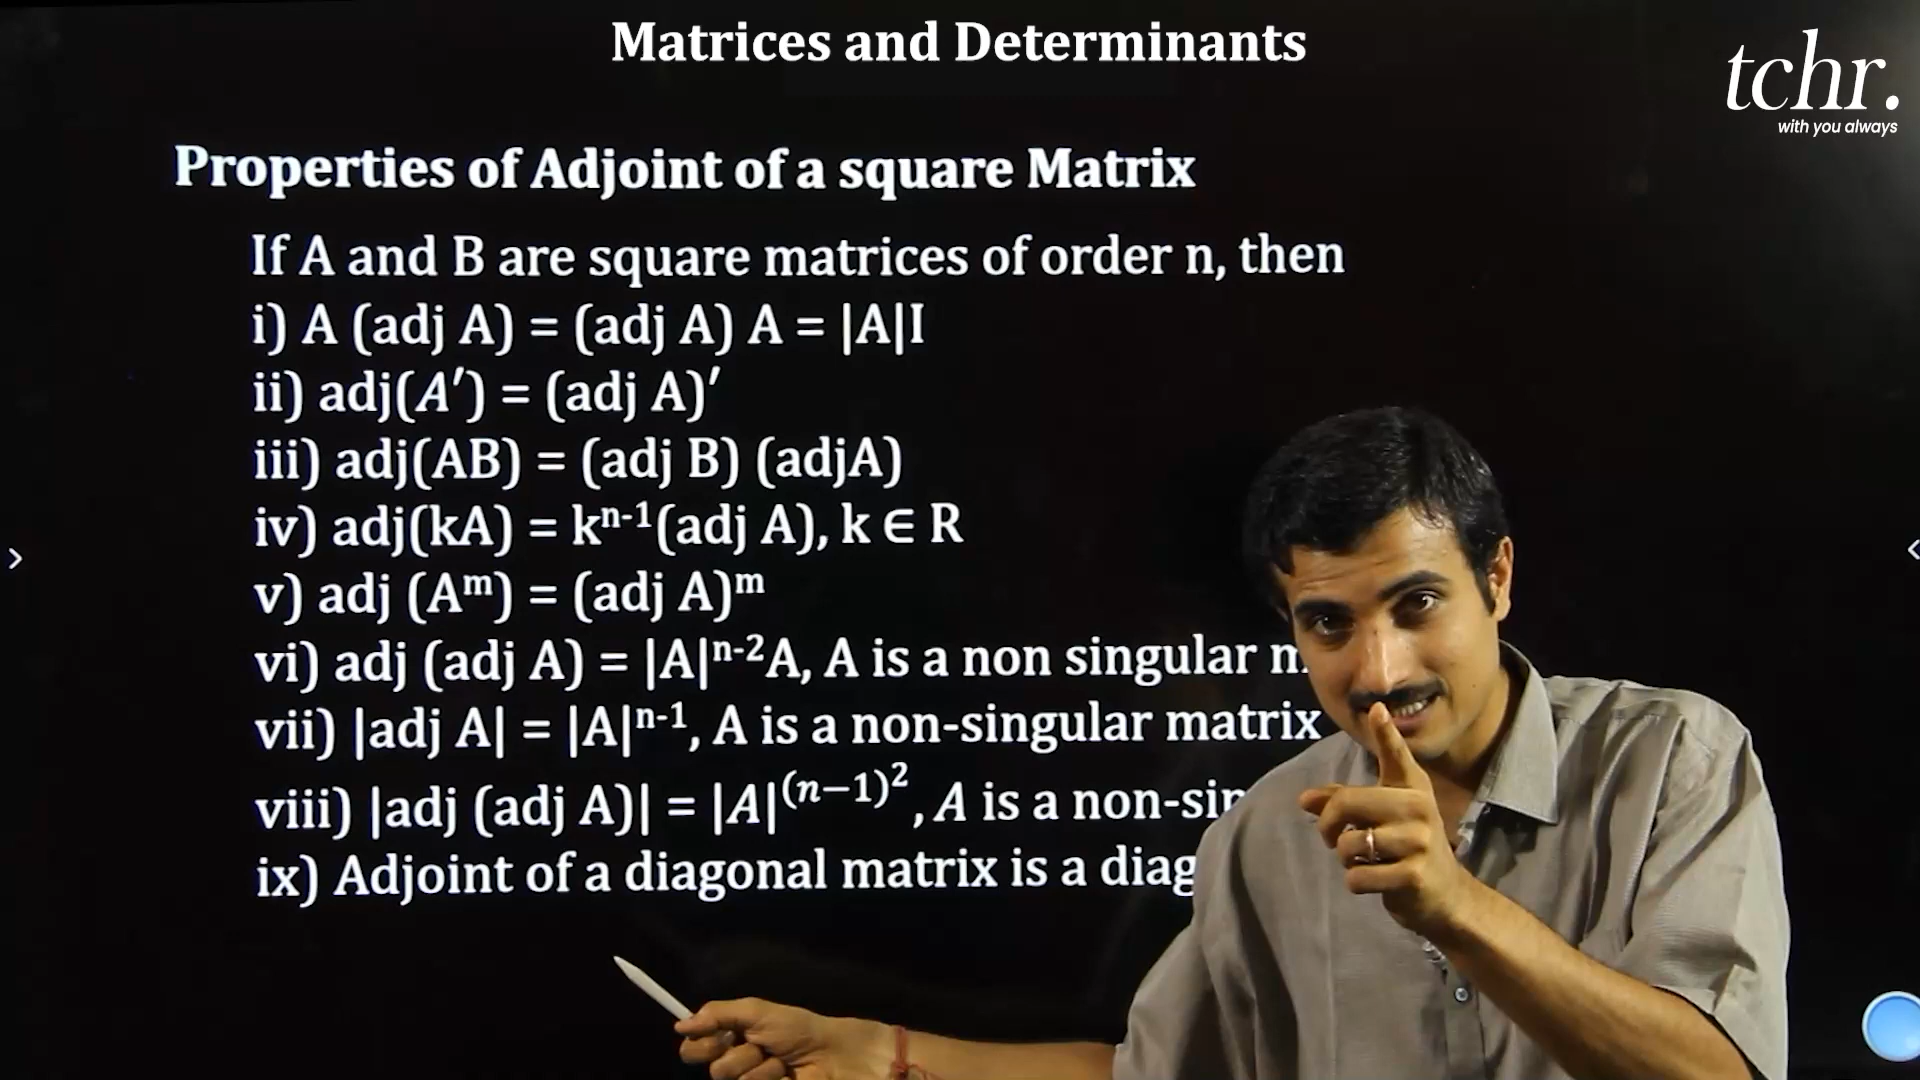 Matrices and Determinants
tchr.
with you always
Properties of Adjoint of a square Matrix
If A and B are square matrices of order n, then
i) A (adj A) = (adj A) A = |A|I
ii) adj(A′) = (adj A)′
iii) adj(AB) = (adj B) (adjA)
iv) adj(kA) = kⁿ⁻¹(adj A), k ∈ R
v) adj (Aᵐ) = (adj A)ᵐ
vi) adj (adj A) = |A|ⁿ⁻²A, A is a non singular
vii) |adj A| = |A|ⁿ⁻¹, A is a non-singular matrix
viii) |adj (adj A)| = |A|^{(n−1)²}, A is a non-sin
ix) Adjoint of a diagonal matrix is a diag